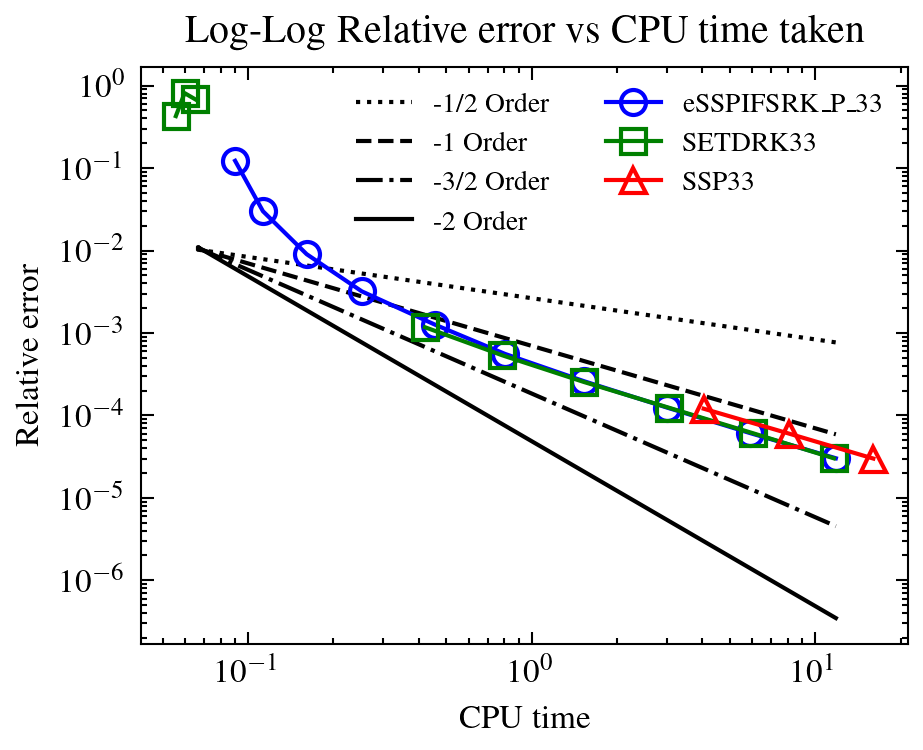 Log-Log Relative error vs CPU time taken
10⁰
10⁻¹
10⁻²
10⁻³
10⁻⁴
10⁻⁵
10⁻⁶
Relative error
-1/2 Order
-1 Order
-3/2 Order
-2 Order
eSSPIFSRK_P_33
SETDRK33
SSP33
10⁻¹
10⁰
10¹
CPU time